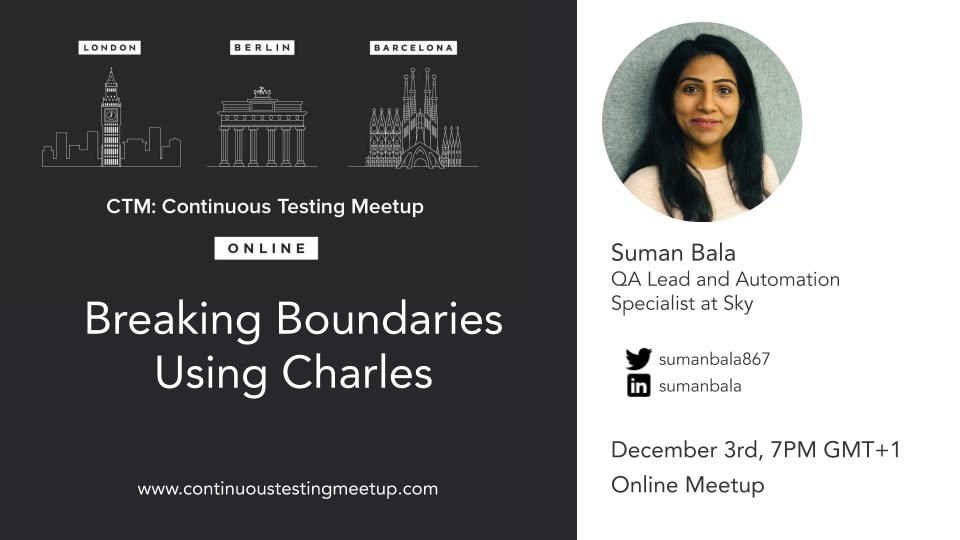 LONDON
BERLIN
BARCELONA
CTM: Continuous Testing Meetup
ONLINE
Breaking Boundaries
Using Charles
www.continuoustestingmeetup.com
Suman Bala
QA Lead and Automation
Specialist at Sky
sumanbala867
in sumanbala
December 3rd, 7PM GMT+1
Online Meetup